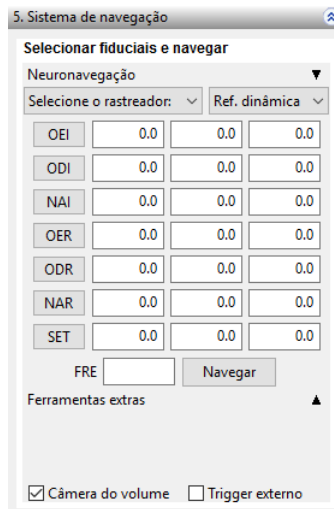 5. Sistema de navegação
Selecionar fiduciais e navegar
Neuronavegação
Selecione o rastreador: Ref. dinâmica
OEI 0.0 0.0 0.0
ODI 0.0 0.0 0.0
NAI 0.0 0.0 0.0
OER 0.0 0.0 0.0
ODR 0.0 0.0 0.0
NAR 0.0 0.0 0.0
SET 0.0 0.0 0.0
FRE Navegar
Ferramentas extras
Câmera do volume Trigger externo